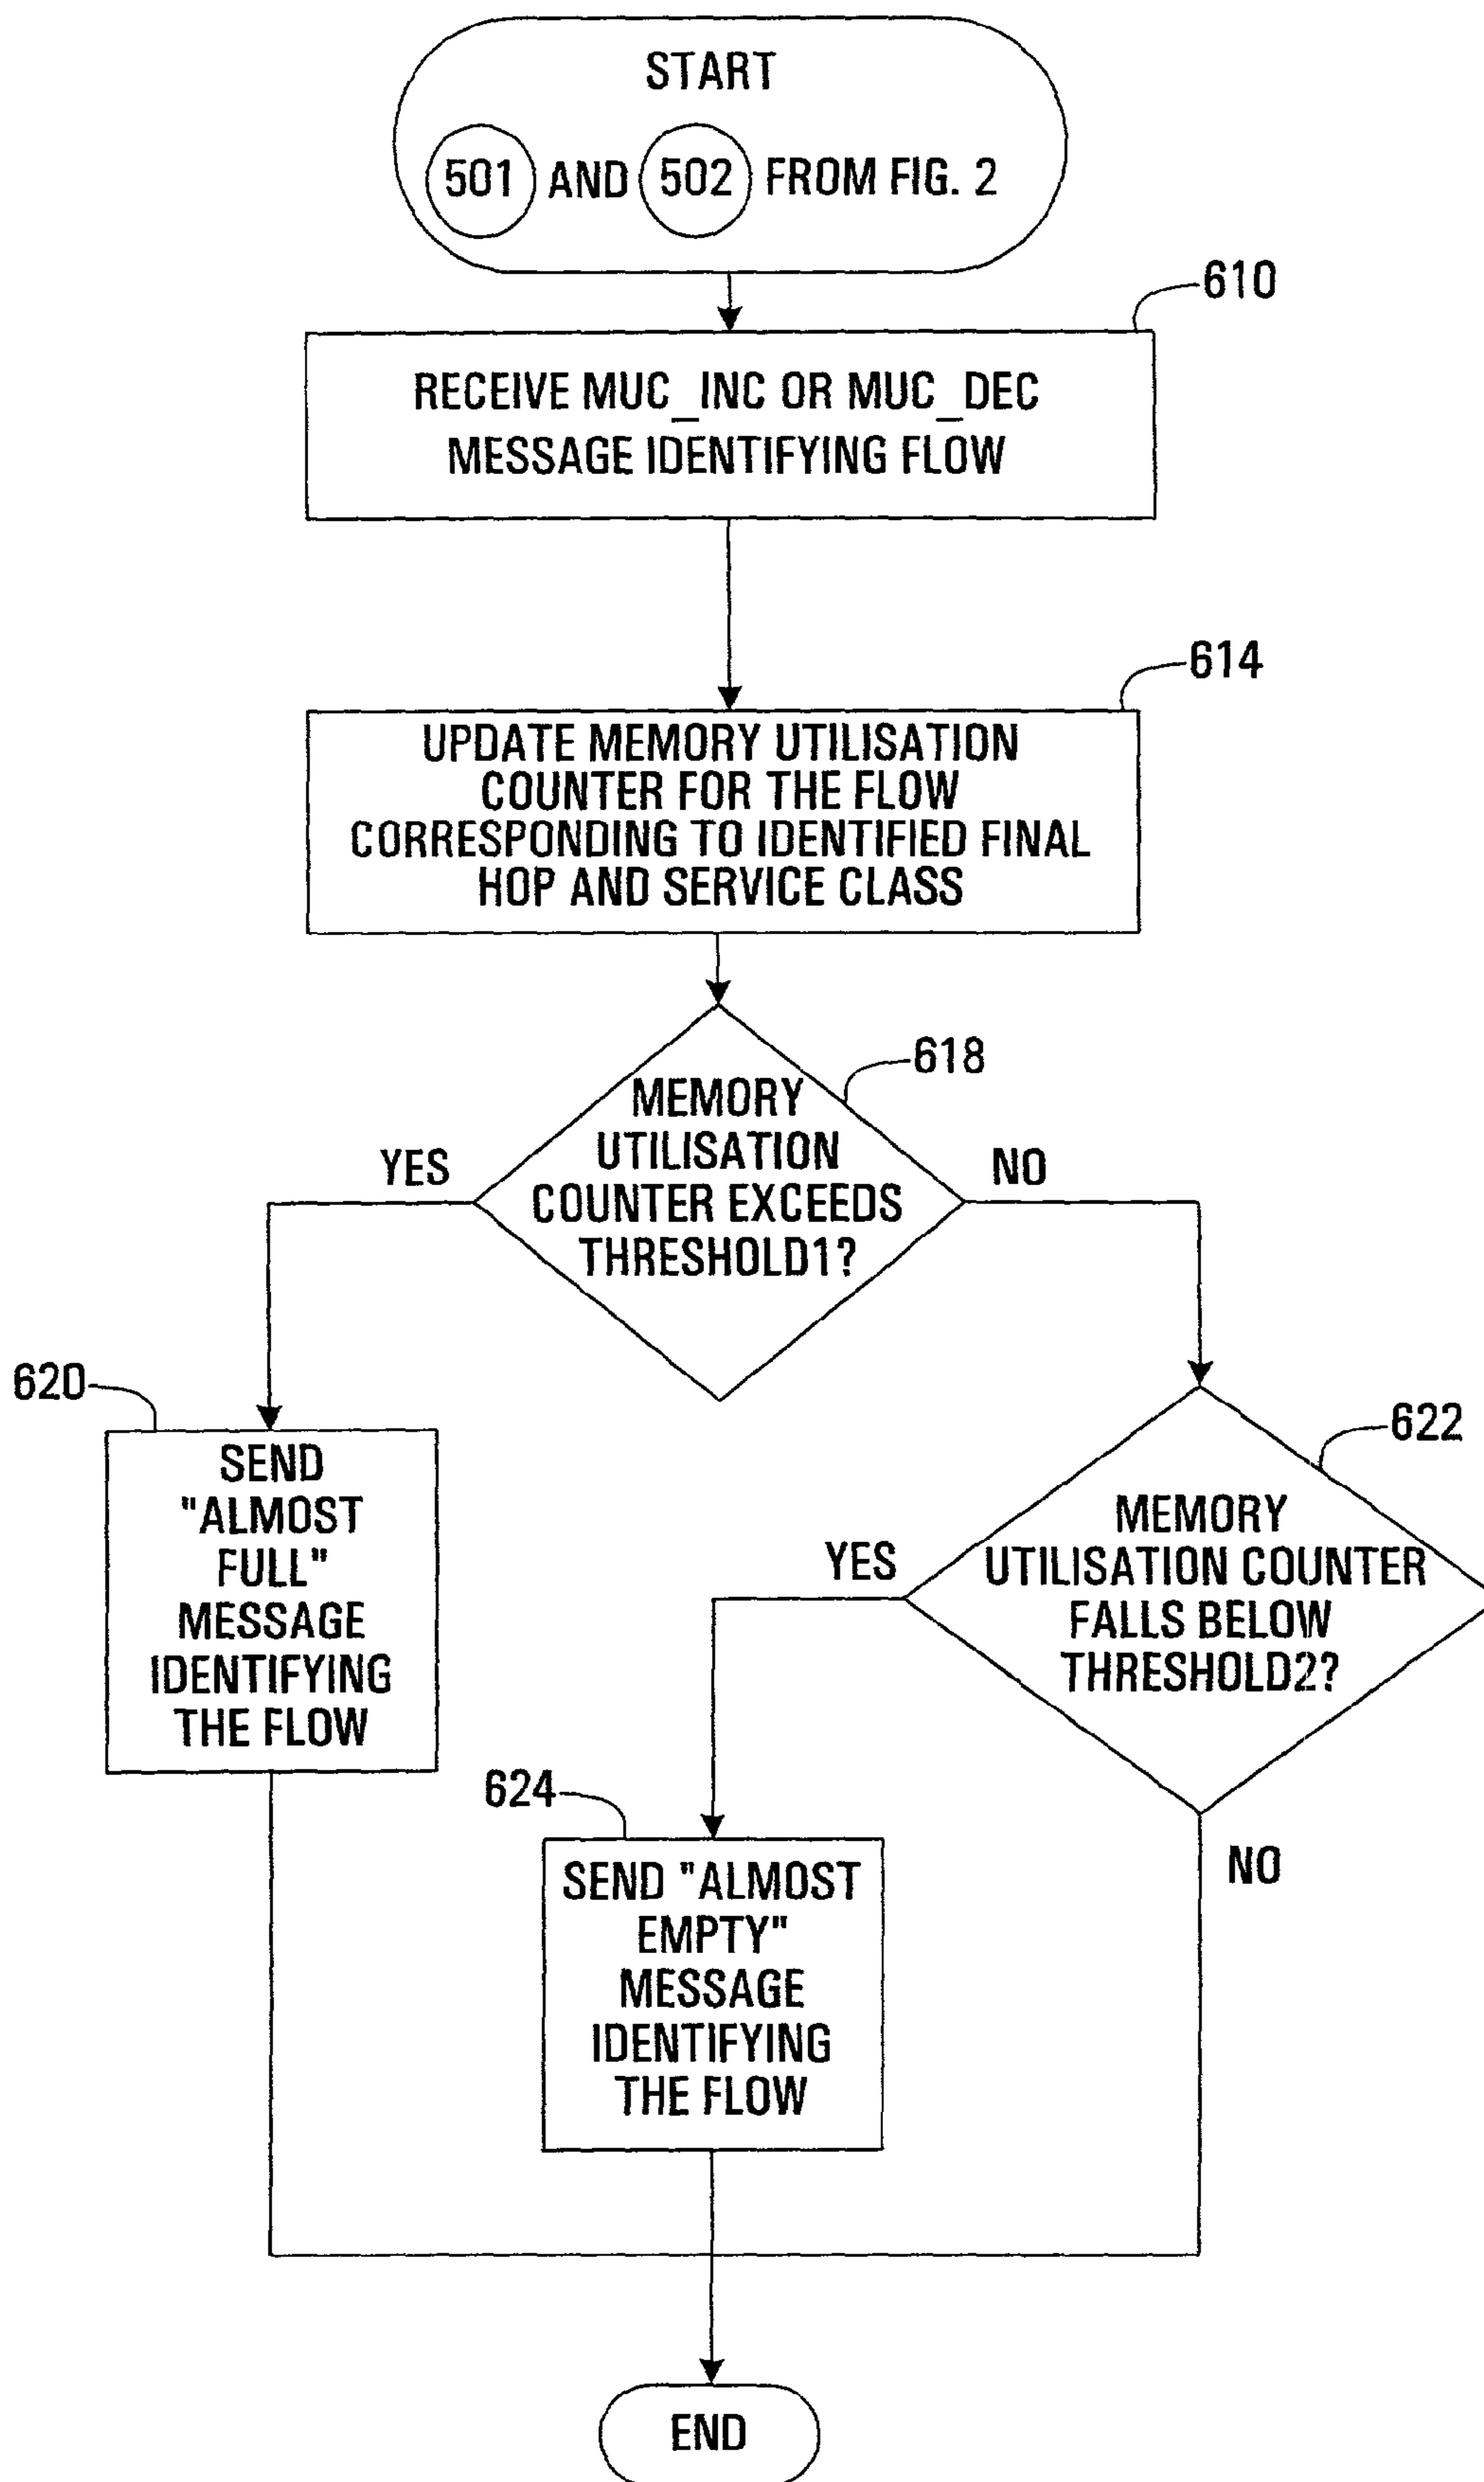 START
501 AND 502 FROM FIG. 2
610
RECEIVE MUC_INC OR MUC_DEC
MESSAGE IDENTIFYING FLOW
614
UPDATE MEMORY UTILISATION
COUNTER FOR THE FLOW
CORRESPONDING TO IDENTIFIED FINAL
HOP AND SERVICE CLASS
618
MEMORY
UTILISATION
COUNTER EXCEEDS
THRESHOLD1?
YES
NO
620
SEND
"ALMOST
FULL"
MESSAGE
IDENTIFYING
THE FLOW
622
MEMORY
UTILISATION COUNTER
FALLS BELOW
THRESHOLD2?
YES
NO
624
SEND "ALMOST
EMPTY"
MESSAGE
IDENTIFYING
THE FLOW
END